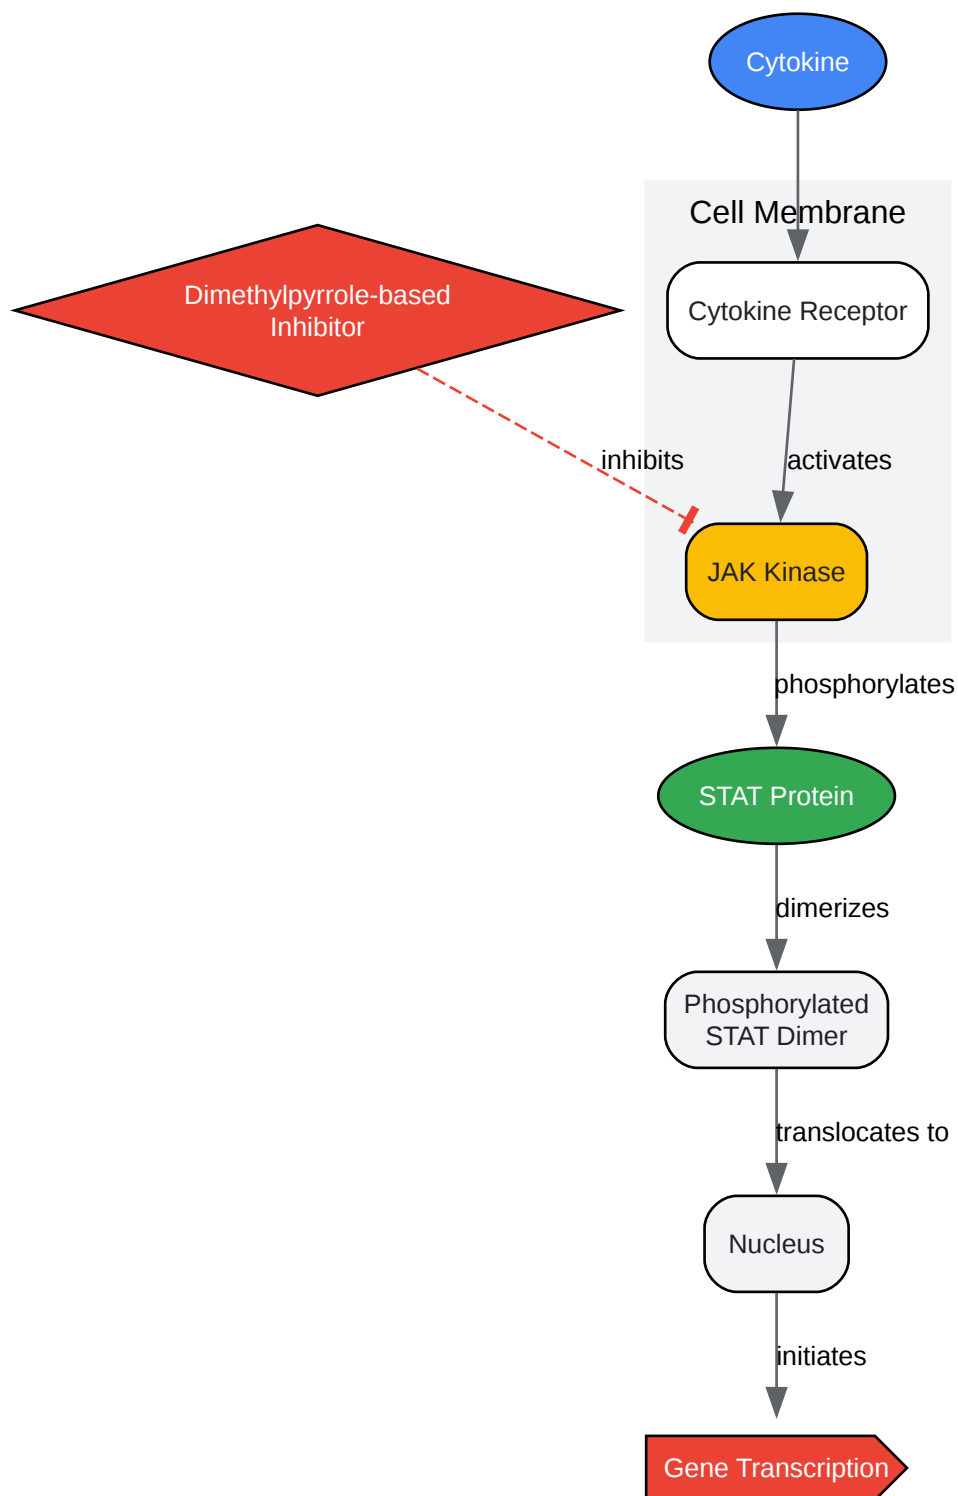 Cytokine
Cell Membrane
Dimethylpyrrole-based
Inhibitor
Cytokine Receptor
inhibits
activates
JAK Kinase
phosphorylates
STAT Protein
dimerizes
Phosphorylated
STAT Dimer
translocates to
Nucleus
initiates
Gene Transcription